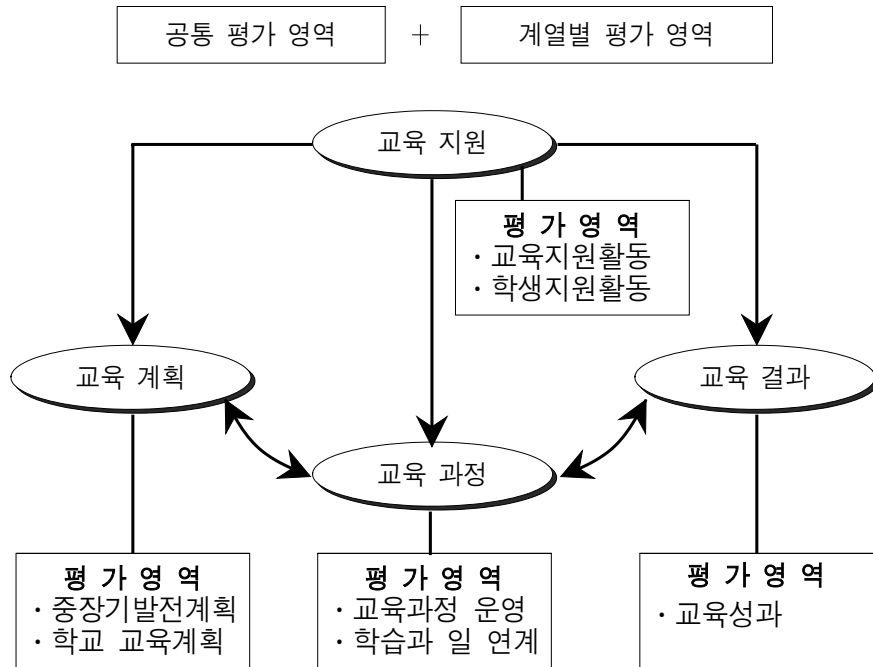 공통 평가 영역 + 계열별 평가 영역
교육 지원
평 가 영 역
· 교육지원활동
· 학생지원활동
교육 계획
교육 결과
교육 과정
평 가 영 역
· 중장기발전계획
· 학교 교육계획
평 가 영 역
· 교육과정 운영
· 학습과 일 연계
평 가 영 역
· 교육성과